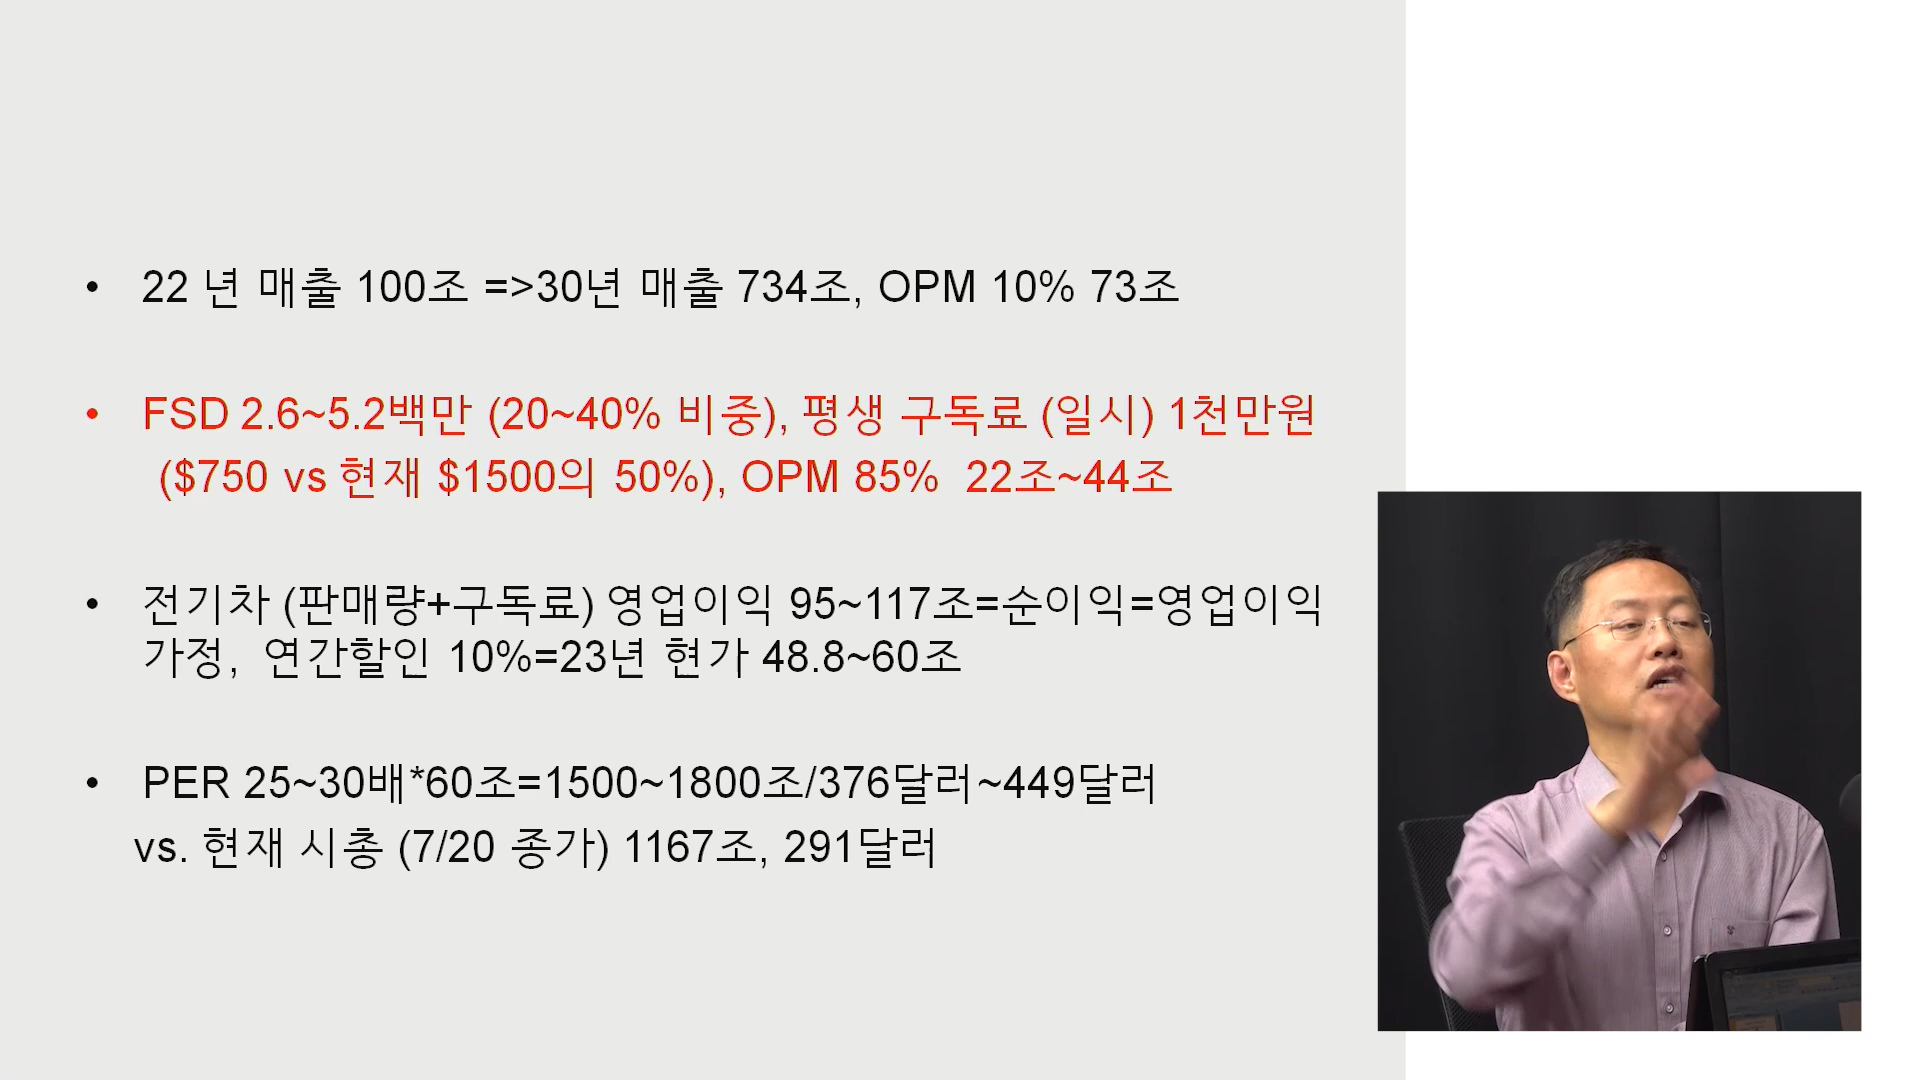 • 22 년 매출 100조 =>30년 매출 734조, OPM 10% 73조
• FSD 2.6~5.2백만 (20~40% 비중), 평생 구독료 (일시) 1천만원
($750 vs 현재 $1500의 50%), OPM 85% 22조~44조
• 전기차 (판매량+구독료) 영업이익 95~117조=순이익=영업이익
가정, 연간할인 10%=23년 현가 48.8~60조
• PER 25~30배*60조=1500~1800조/376달러~449달러
vs. 현재 시총 (7/20 종가) 1167조, 291달러